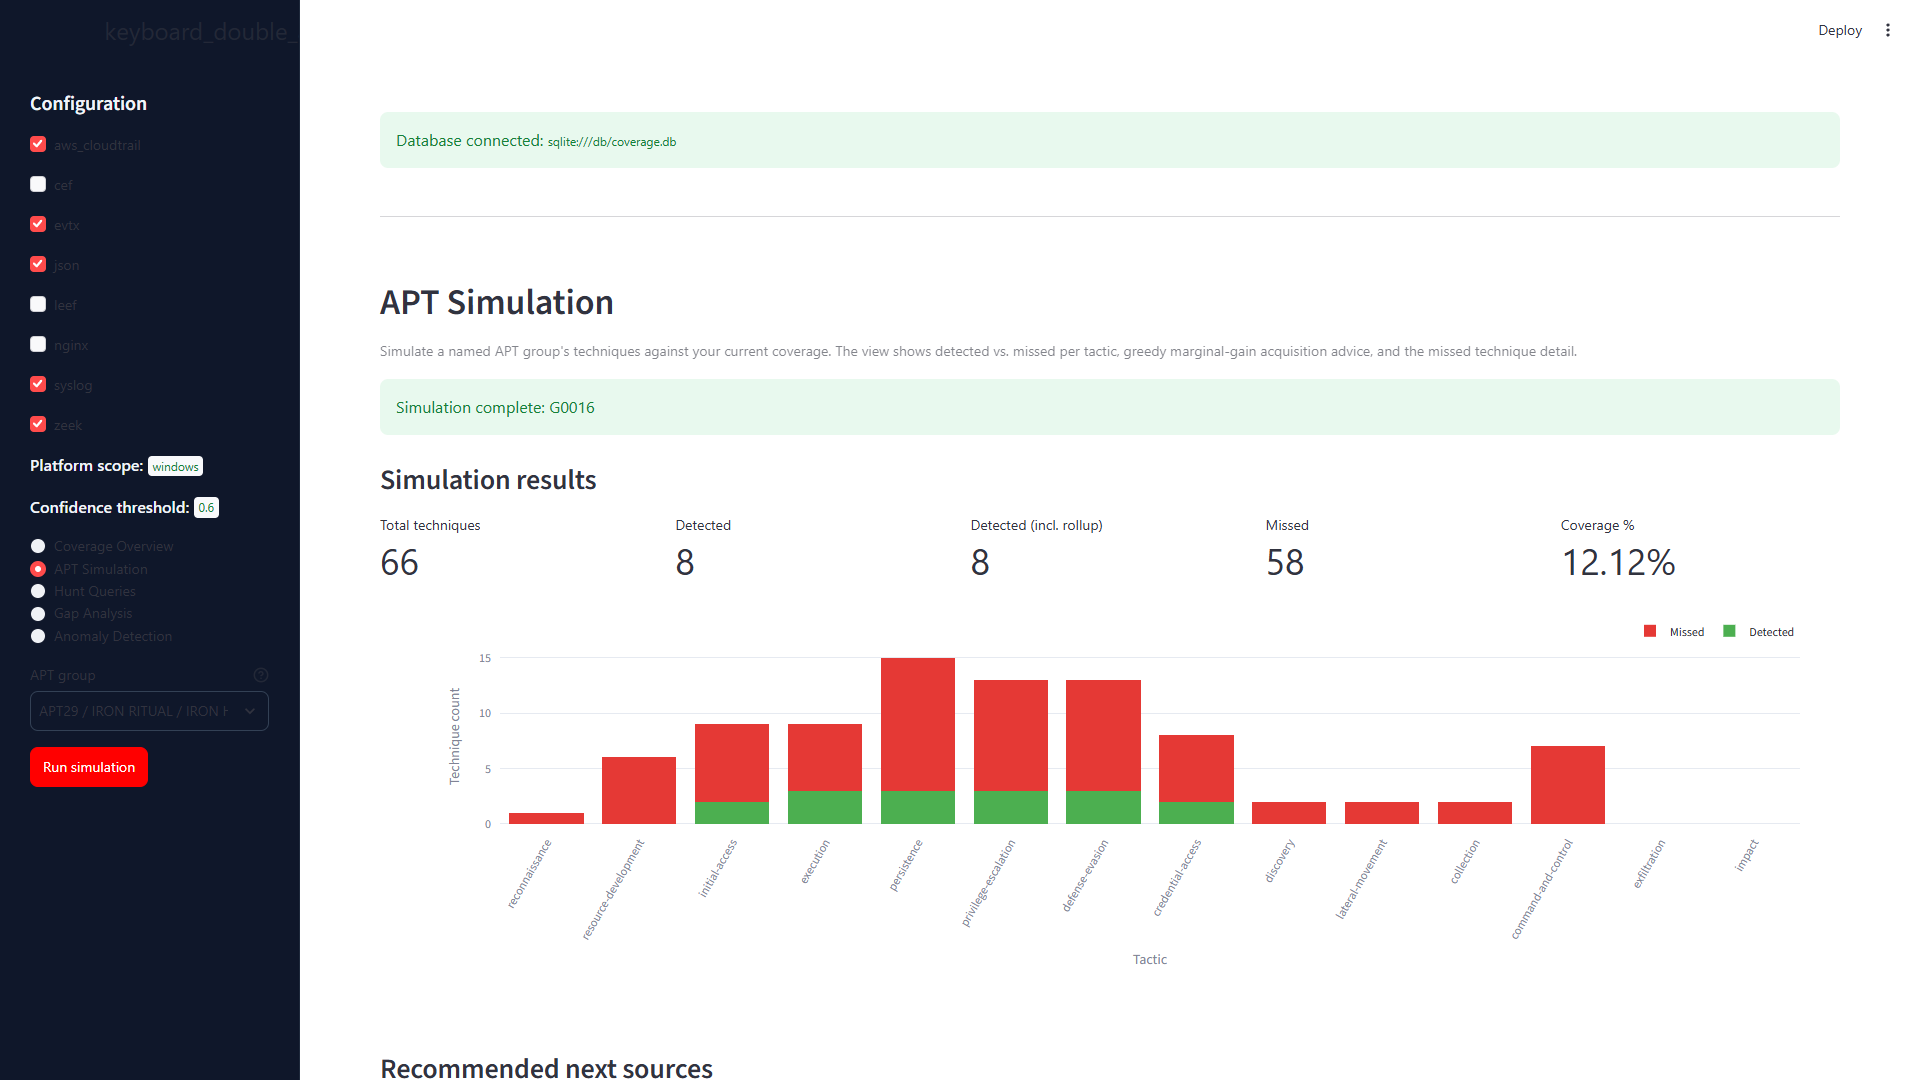 keyboard_double_
Deploy
Configuration
aws_cloudtrail
cef
evtx
json
leef
nginx
syslog
zeek
Platform scope: windows
Confidence threshold: 0.6
Coverage Overview
APT Simulation
Hunt Queries
Gap Analysis
Anomaly Detection
APT group
APT29 / IRON RITUAL / IRON H
Run simulation
Database connected: sqlite:///db/coverage.db
APT Simulation
Simulate a named APT group's techniques against your current coverage. The view shows detected vs. missed per tactic, greedy marginal-gain acquisition advice, and the missed technique detail.
Simulation complete: G0016
Simulation results
Total techniques
66
Detected
8
Detected (incl. rollup)
8
Missed
58
Coverage %
12.12%
Missed
Detected
15
10
5
0
Technique count
reconnaissance
resource-development
initial-access
execution
persistence
privilege-escalation
defense-evasion
credential-access
discovery
lateral-movement
collection
command-and-control
exfiltration
impact
Tactic
Recommended next sources